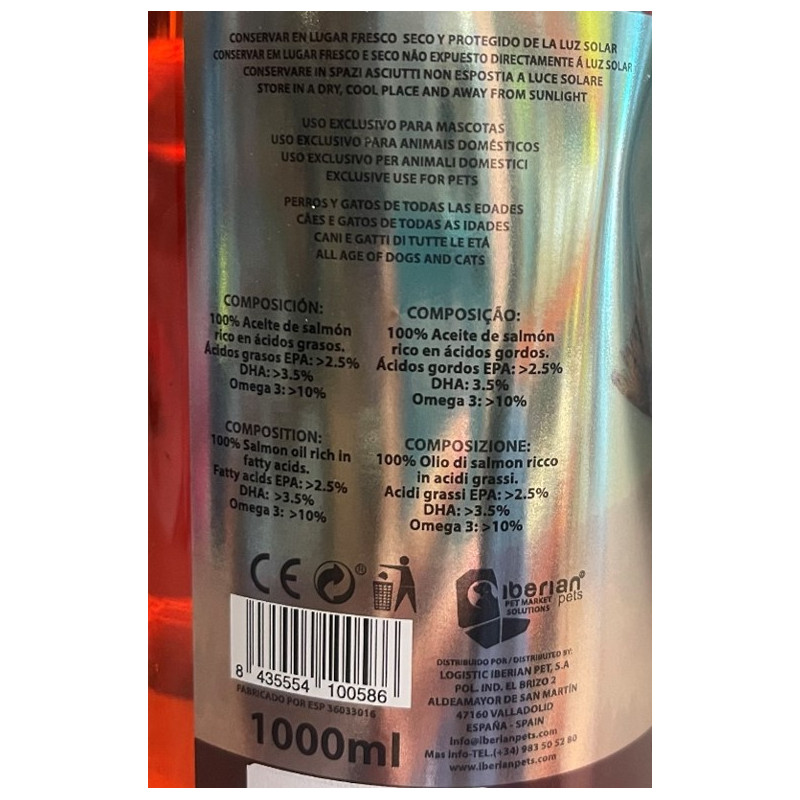 CONSERVAR EN LUGAR FRESCO SECO Y PROTEGIDO DE LA LUZ SOLAR
CONSERVAR EM LUGAR FRESCO E SECO NÃO EXPUESTO DIRECTAMENTE Á LUZ SOLAR
CONSERVARE IN SPAZI ASCIUTTI NON ESPOSTIA A LUCE SOLARE
STORE IN A DRY, COOL PLACE AND AWAY FROM SUNLIGHT
USO EXCLUSIVO PARA MASCOTAS
USO EXCLUSIVO PARA ANIMAIS DOMÉSTICOS
USO EXCLUSIVO PER ANIMALI DOMESTICI
EXCLUSIVE USE FOR PETS
PERROS Y GATOS DE TODAS LAS EDADES
CÃES E GATOS DE TODAS AS IDADES
CANI E GATTI DI TUTTE LE ETÁ
ALL AGE OF DOGS AND CATS
COMPOSICIÓN:
100% Aceite de salmón
rico en ácidos grasos.
Ácidos grasos EPA: >2.5%
DHA: >3.5%
Omega 3: >10%
COMPOSIÇÃO:
100% Aceite de salmón
rico en ácidos gordos.
Ácidos gordos EPA: >2.5%
DHA: 3.5%
Omega 3: >10%
COMPOSITION:
100% Salmon oil rich in
fatty acids.
Fatty acids EPA: >2.5%
DHA: >3.5%
Omega 3: >10%
COMPOSIZIONE:
100% Olio di salmon ricco
in acidi grassi.
Acidi grassi EPA: >2.5%
DHA: >3.5%
Omega 3: >10%
CE ®
iberian
PET MARKET pets
SOLUTIONS
8 435554 100586
FABRICADO POR ESP 36033016
1000ml
DISTRIBUIDO POR/DISTRIBUTED BY:
LOGISTIC IBERIAN PET, S.A
POL. IND. EL BRIZO 2
ALDEAMAYOR DE SAN MARTÍN
47160 VALLADOLID
ESPAÑA - SPAIN
info@iberianpets.com
Mas info-TEL.(+34) 983 50 52 80
www.iberianpets.com